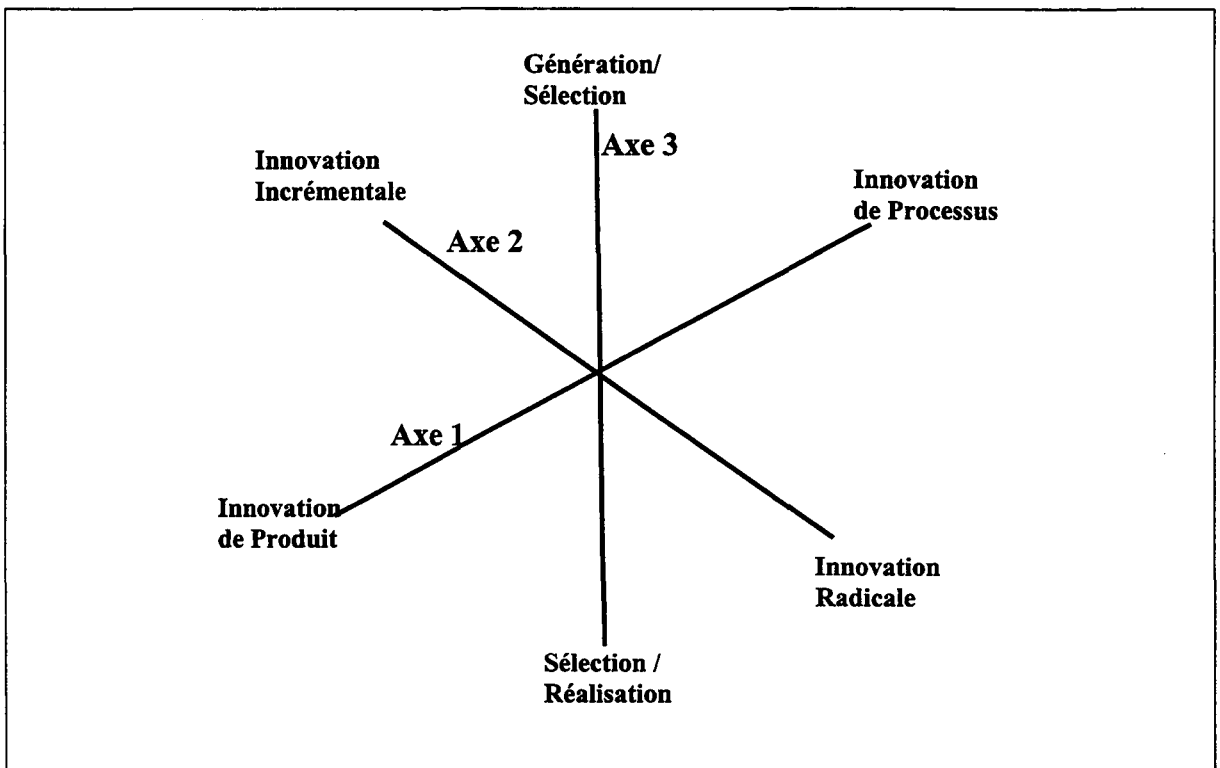 Génération/
Sélection
Axe 3
Innovation
Incrémentale
Innovation
de Processus
Axe 2
Axe 1
Innovation
de Produit
Innovation
Radicale
Sélection /
Réalisation